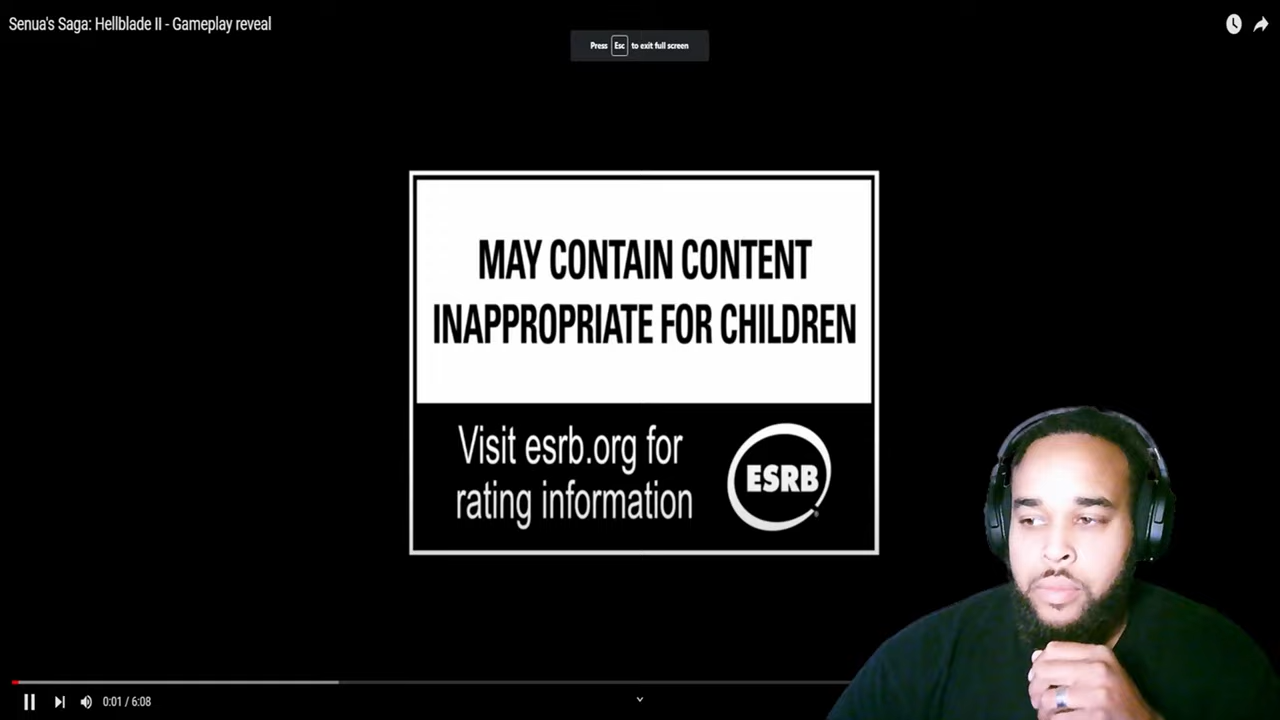 Senua's Saga: Hellblade II - Gameplay reveal
Press Esc to exit full screen
MAY CONTAIN CONTENT
INAPPROPRIATE FOR CHILDREN
Visit esrb.org for
rating information
ESRB
0:01 / 6:08